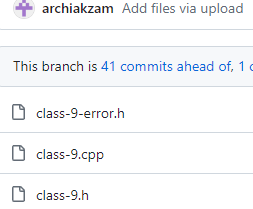 archiakzam Add files via upload
This branch is 41 commits ahead of, 1 c
class-9-error.h
class-9.cpp
class-9.h